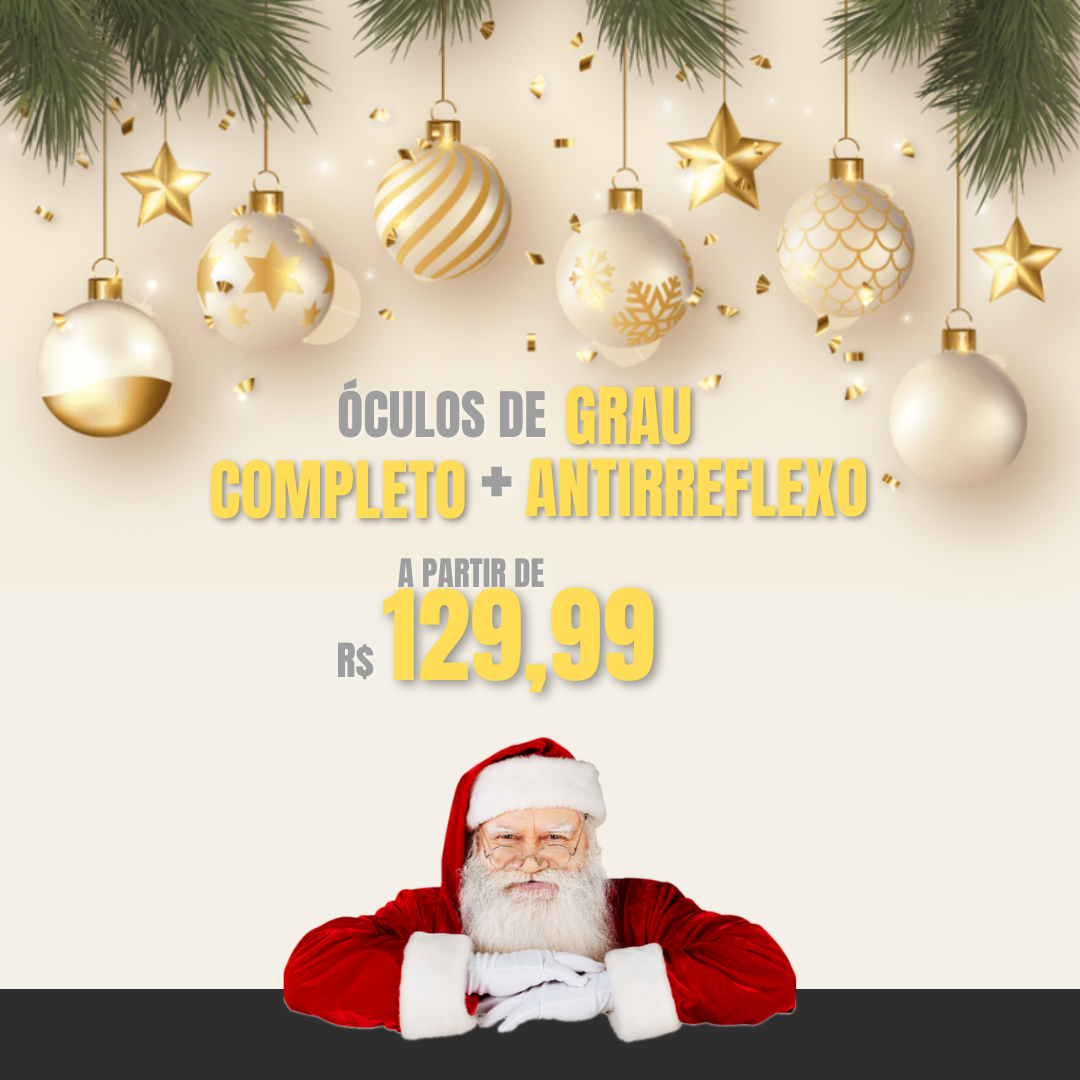 ÓCULOS DE GRAU
COMPLETO + ANTIRREFLEXO
A PARTIR DE
R$ 129,99